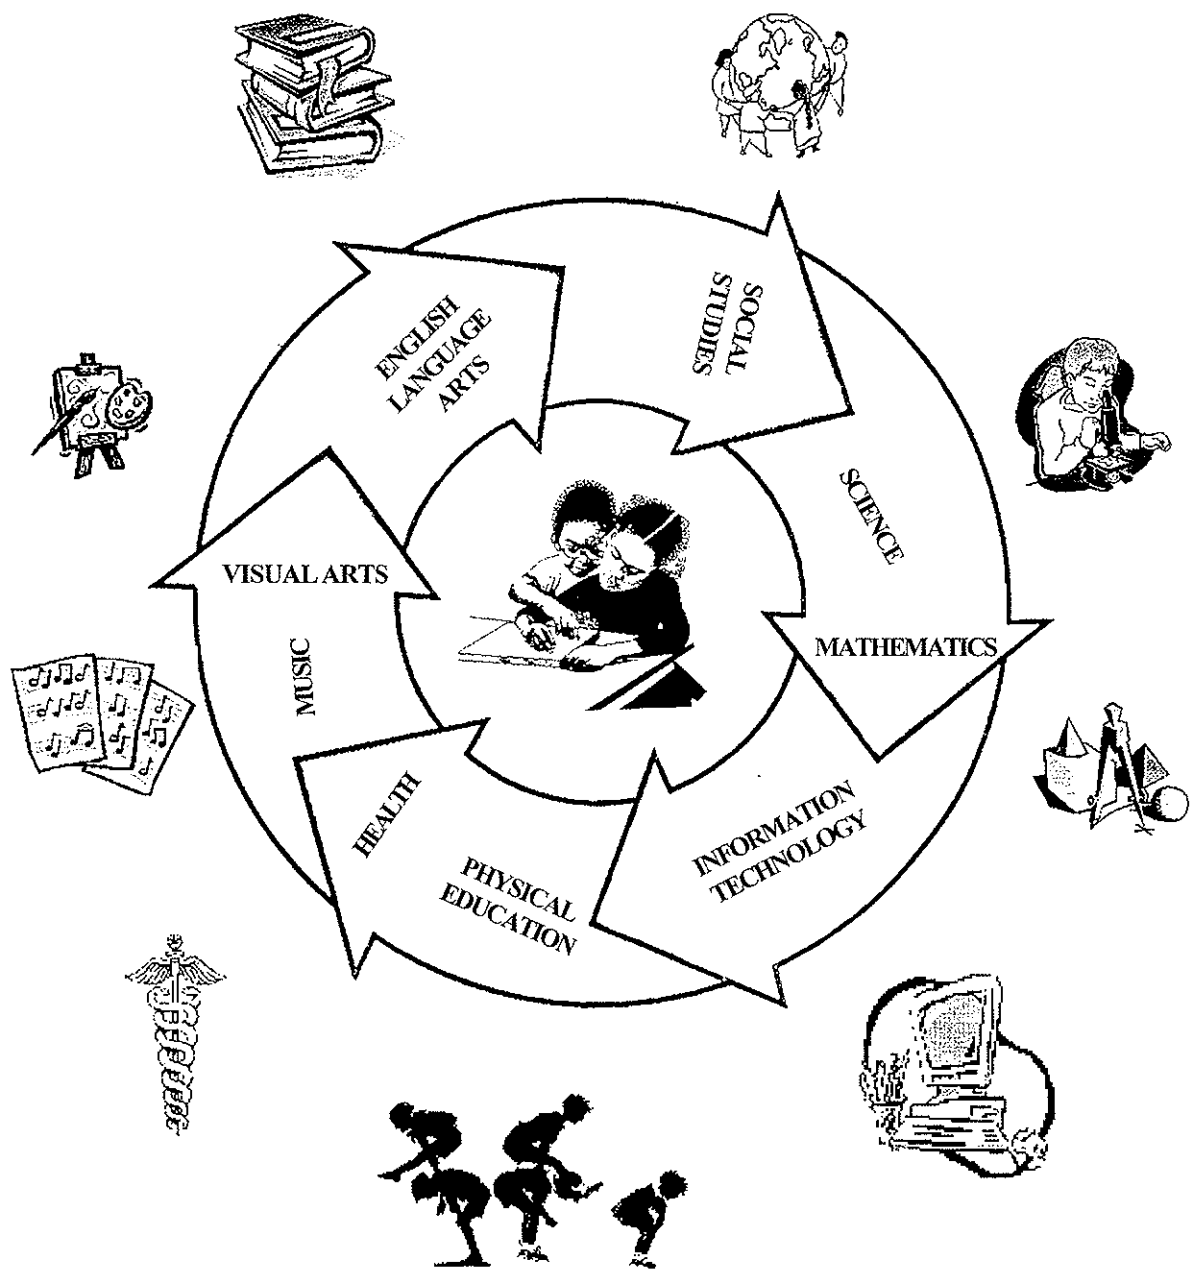 ENGLISH
LANGUAGE
ARTS
SOCIAL
STUDIES
SCIENCE
MATHEMATICS
INFORMATION
TECHNOLOGY
PHYSICAL
EDUCATION
HEALTH
MUSIC
VISUAL ARTS